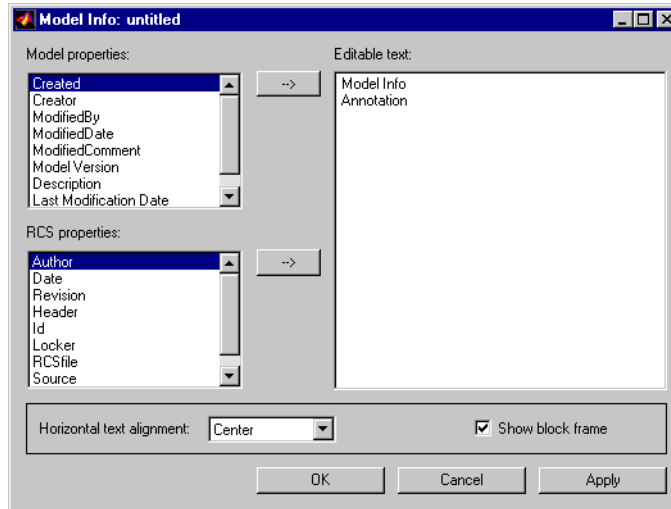 Model Info: untitled
Model properties:
Created
Creator
ModifiedBy
ModifiedDate
ModifiedComment
Model Version
Description
Last Modification Date
-->
Editable text:
Model Info
Annotation
RCS properties:
Author
Date
Revision
Header
Id
Locker
RCSfile
Source
-->
Horizontal text alignment: Center
Show block frame
OK Cancel Apply